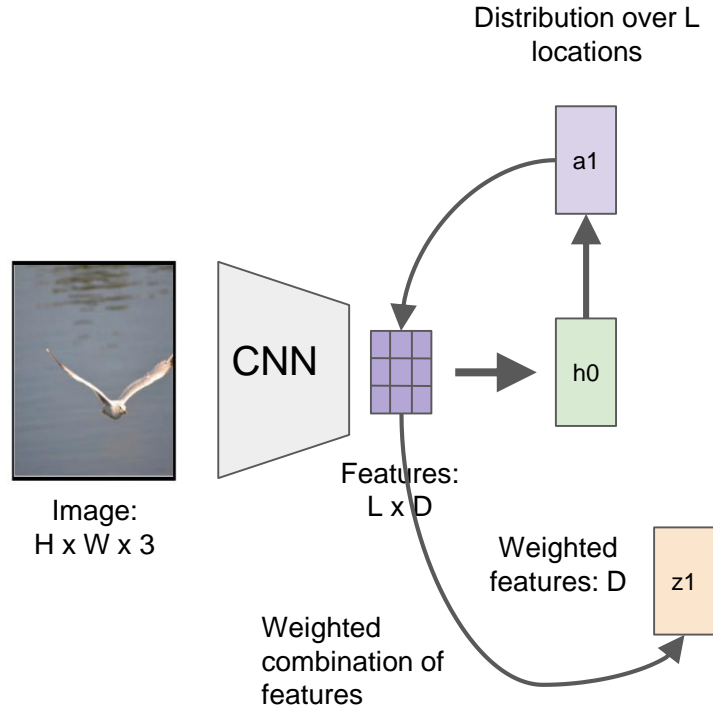 Distribution over L
locations
a1
CNN
h0
Features:
L x D
Image:
H x W x 3
Weighted
features: D
z1
Weighted
combination of
features